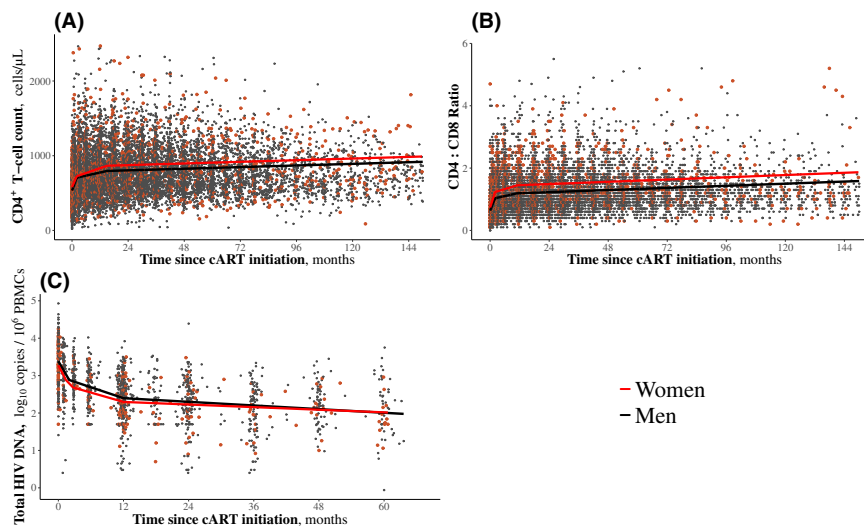 (A)
CD4⁺ T−cell count, cells/μL
2000
1000
0
0 24 48 72 96 120 144
Time since cART initiation, months
(B)
CD4 : CD8 Ratio
6
4
2
0
0 24 48 72 96 120 144
Time since cART initiation, months
(C)
Total HIV DNA, log₁₀ copies / 10⁶ PBMCs
5
4
3
2
1
0
0 12 24 36 48 60
Time since cART initiation, months
Women
Men